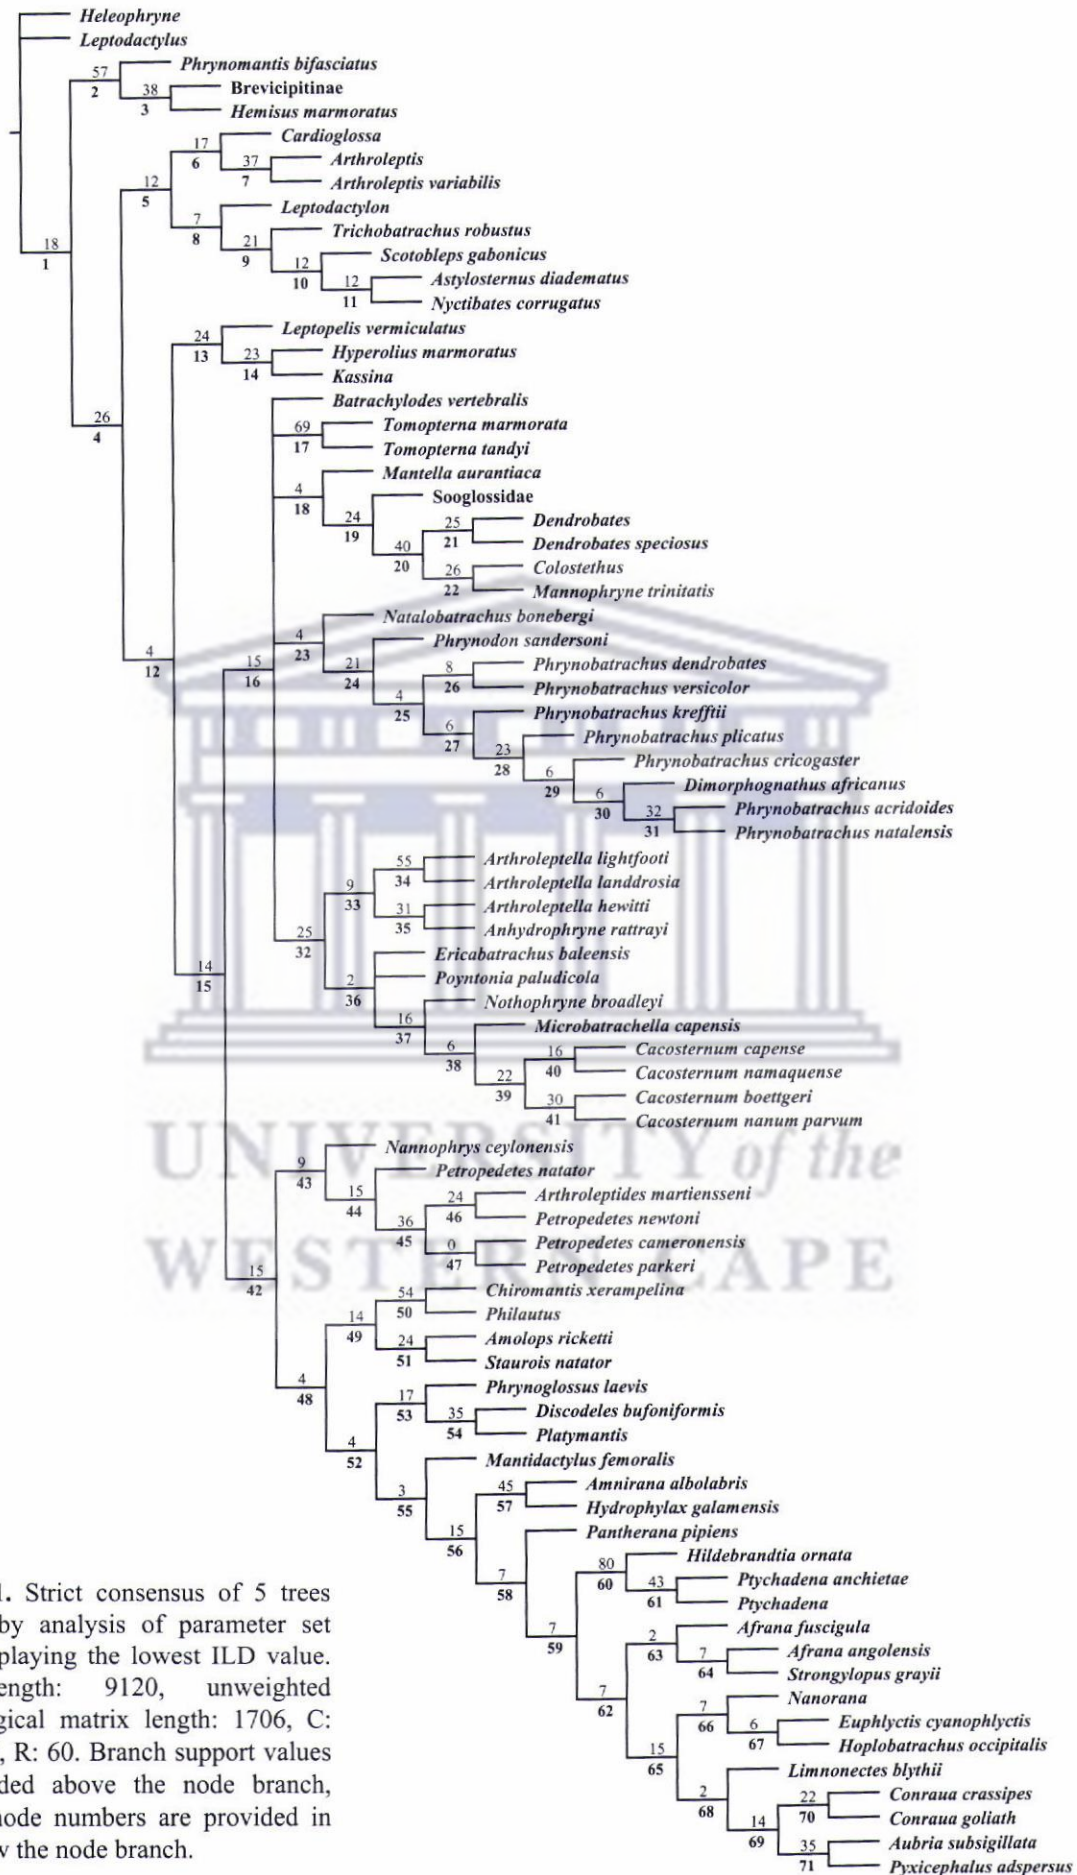 Heleophryne
Leptodactylus
Phrynomantis bifasciatus
57
2
Brevicipitinae
38
3
Hemisus marmoratus
Cardioglossa
17
6
Arthroleptis
37
7
Arthroleptis variabilis
12
5
Leptodactylon
7
8
Trichobatrachus robustus
21
9
Scotobleps gabonicus
12
10
Astylosternus diadematus
12
11
Nyctibates corrugatus
18
1
Leptopelis vermiculatus
24
13
Hyperolius marmoratus
23
14
Kassina
Batrachylodes vertebralis
26
4
Tomopterna marmorata
69
17
Tomopterna tandyi
Mantella aurantiaca
4
18
Sooglossidae
24
19
Dendrobates
25
21
Dendrobates speciosus
40
20
Colostethus
26
22
Mannophryne trinitatis
Natalobatrachus bonebergi
4
23
Phrynodon sandersoni
4
12
15
16
21
24
Phrynobatrachus dendrobates
8
26
Phrynobatrachus versicolor
4
25
Phrynobatrachus krefftii
6
27
Phrynobatrachus plicatus
23
28
Phrynobatrachus cricogaster
6
29
Dimorphognathus africanus
6
30
Phrynobatrachus acridoides
32
31
Phrynobatrachus natalensis
Arthroleptella lightfooti
55
34
Arthroleptella landdrosia
9
33
Arthroleptella hewitti
31
35
Anhydrophryne rattrayi
25
32
Ericabatrachus baleensis
Poyntonia paludicola
14
15
2
36
Nothophryne broadleyi
16
37
Microbatrachella capensis
6
38
Cacosternum capense
16
40
Cacosternum namaquense
22
39
Cacosternum boettgeri
30
41
Cacosternum nanum parvum
UNIVERSITY of the
WESTERN CAPE
Nannophrys ceylonensis
9
43
Petropedetes natator
15
44
Arthroleptides martiensseni
24
46
Petropedetes newtoni
36
45
Petropedetes cameronensis
0
47
Petropedetes parkeri
15
42
Chiromantis xerampelina
54
50
Philautus
14
49
Amolops ricketti
24
51
Staurois natator
4
48
Phrynoglossus laevis
17
53
Discodeles bufoniformis
35
54
Platymantis
4
52
Mantidactylus femoralis
3
55
Amnirana albolabris
45
57
Hydrophylax galamensis
15
56
Pantherana pipiens
7
58
Hildebrandtia ornata
80
60
Ptychadena anchietae
43
61
Ptychadena
7
59
Afrana fuscigula
2
63
Afrana angolensis
7
64
Strongylopus grayii
7
62
Nanorana
7
66
Euphlyctis cyanophlyctis
6
67
Hoplobatrachus occipitalis
15
65
Limnonectes blythii
2
68
Conraua crassipes
22
70
Conraua goliath
14
69
Aubria subsigillata
35
71
Pyxicephalus adspersus
1. Strict consensus of 5 trees
by analysis of parameter set
playing the lowest ILD value.
ength: 9120, unweighted
gical matrix length: 1706, C:
, R: 60. Branch support values
ded above the node branch,
node numbers are provided in
v the node branch.